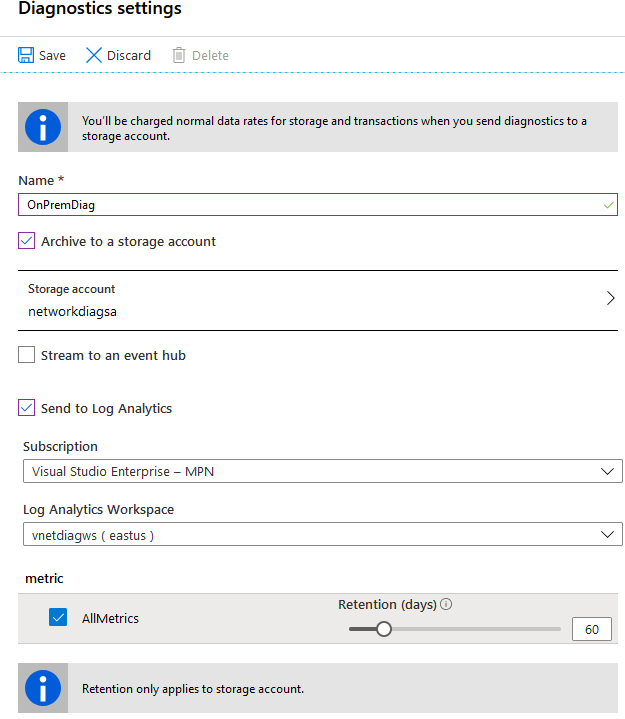 Diagnostics settings
Save Discard Delete
You'll be charged normal data rates for storage and transactions when you send diagnostics to a
storage account.
Name *
OnPremDiag
Archive to a storage account
Storage account
networkdiagsa
Stream to an event hub
Send to Log Analytics
Subscription
Visual Studio Enterprise – MPN
Log Analytics Workspace
vnetdiagws ( eastus )
metric
Retention (days)
AllMetrics
60
Retention only applies to storage account.